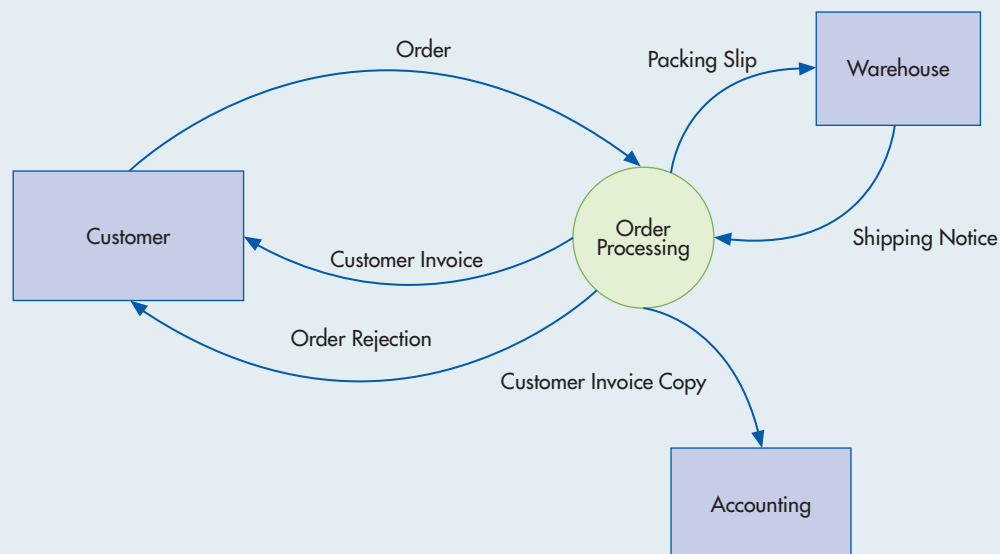 Order
Packing Slip
Warehouse
Customer
Order
Processing
Shipping Notice
Customer Invoice
Order Rejection
Customer Invoice Copy
Accounting